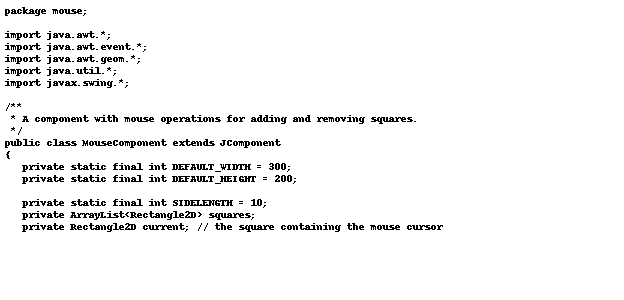 package mouse;

import java.awt.*;
import java.awt.event.*;
import java.awt.geom.*;
import java.util.*;
import javax.swing.*;

/**
 * A component with mouse operations for adding and removing squares.
 */
public class MouseComponent extends JComponent
{
   private static final int DEFAULT_WIDTH = 300;
   private static final int DEFAULT_HEIGHT = 200;

   private static final int SIDELENGTH = 10;
   private ArrayList<Rectangle2D> squares;
   private Rectangle2D current; // the square containing the mouse cursor